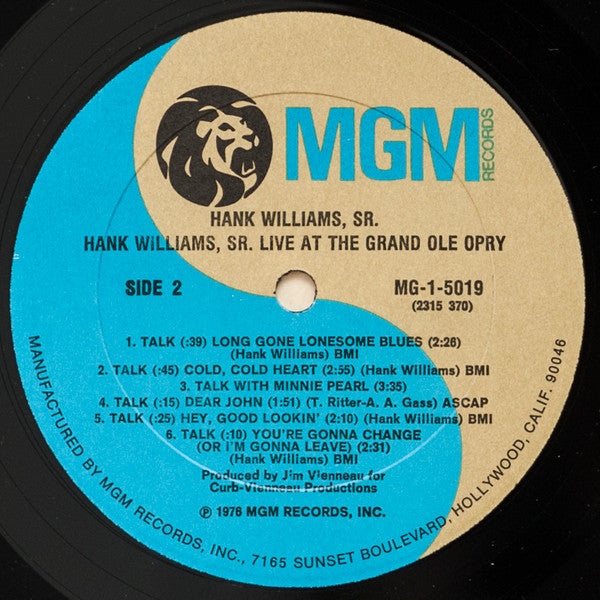 MGM
RECORDS
HANK WILLIAMS, SR.
HANK WILLIAMS, SR. LIVE AT THE GRAND OLE OPRY
SIDE 2
MG-1-5019
(2315 370)
1. TALK (:39) LONG GONE LONESOME BLUES (2:26)
(Hank Williams) BMI
2. TALK (:45) COLD, COLD HEART (2:55) (Hank Williams) BMI
3. TALK WITH MINNIE PEARL (3:35)
4. TALK (:15) DEAR JOHN (1:51) (T. Ritter-A. A. Gass) ASCAP
5. TALK (:25) HEY, GOOD LOOKIN' (2:10) (Hank Williams) BMI
6. TALK (:10) YOU'RE GONNA CHANGE
(OR I'M GONNA LEAVE) (2:31)
(Hank Williams) BMI
Produced by Jim Vienneau for
Curb-Vienneau Productions
℗ 1976 MGM RECORDS, INC.
MANUFACTURED BY MGM RECORDS, INC., 7165 SUNSET BOULEVARD, HOLLYWOOD, CALIF. 90046